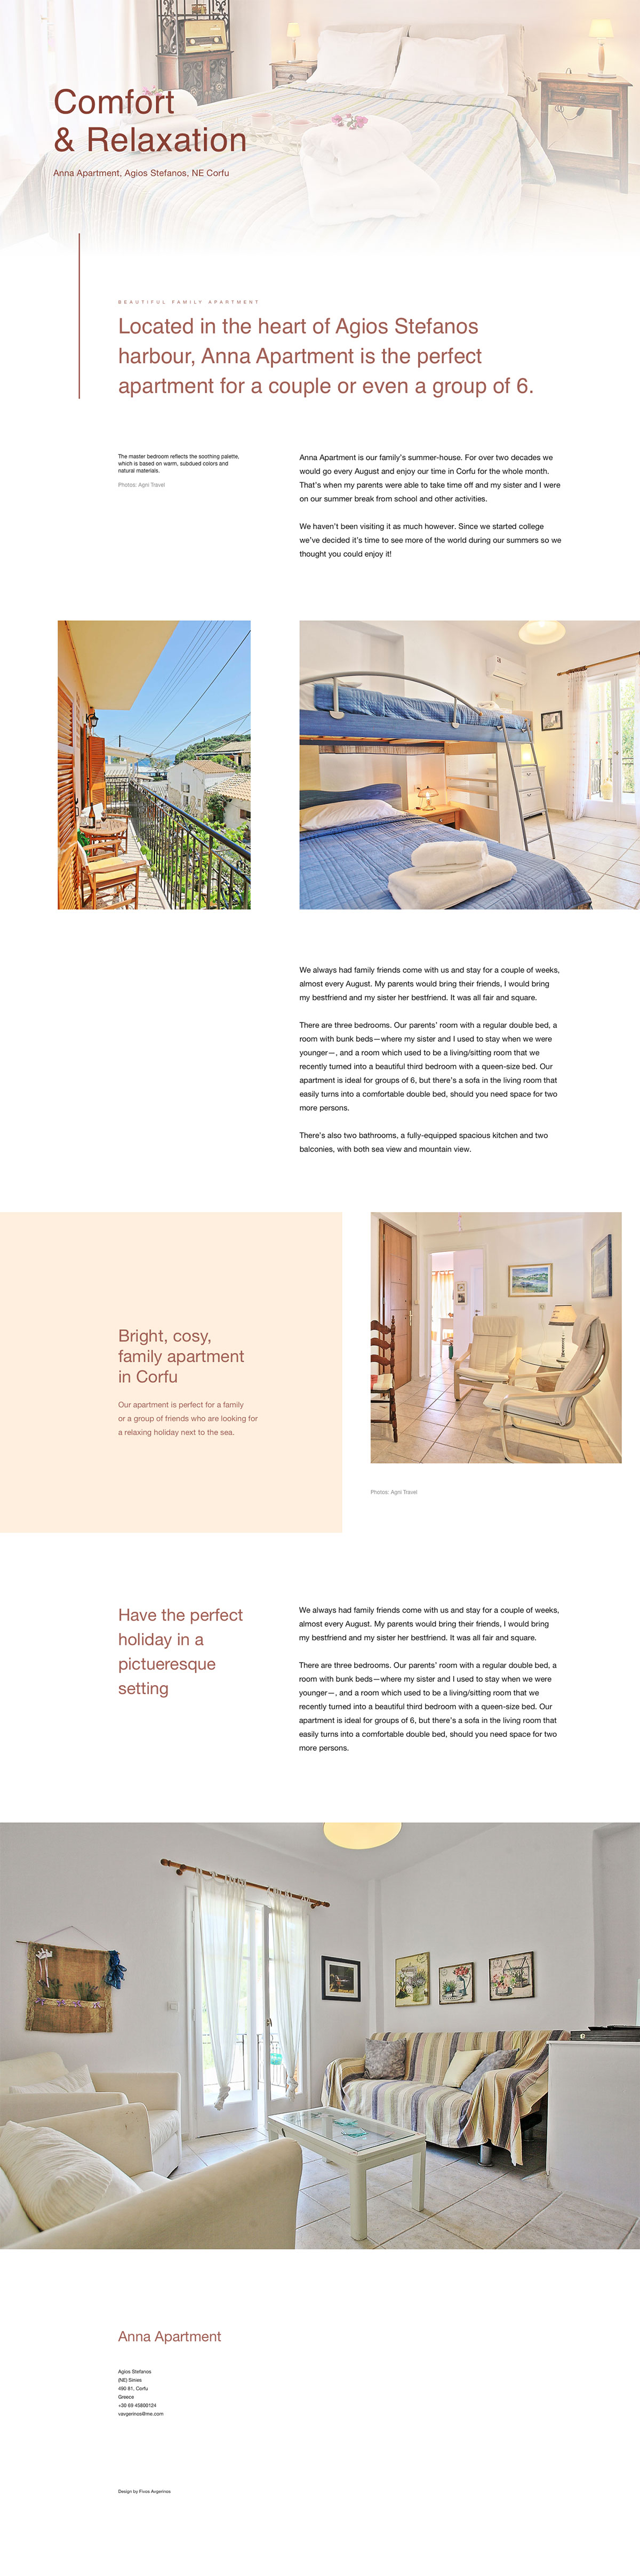 Comfort
& Relaxation
Anna Apartment, Agios Stefanos, NE Corfu
BEAUTIFUL FAMILY APARTMENT
Located in the heart of Agios Stefanos
harbour, Anna Apartment is the perfect
apartment for a couple or even a group of 6.
The master bedroom reflects the soothing palette,
which is based on warm, subdued colors and
natural materials.
Photos: Agni Travel
Anna Apartment is our family's summer-house. For over two decades we
would go every August and enjoy our time in Corfu for the whole month.
That's when my parents were able to take time off and my sister and I were
on our summer break from school and other activities.
We haven't been visiting it as much however. Since we started college
we've decided it's time to see more of the world during our summers so we
thought you could enjoy it!
We always had family friends come with us and stay for a couple of weeks,
almost every August. My parents would bring their friends, I would bring
my bestfriend and my sister her bestfriend. It was all fair and square.
There are three bedrooms. Our parents' room with a regular double bed, a
room with bunk beds—where my sister and I used to stay when we were
younger—, and a room which used to be a living/sitting room that we
recently turned into a beautiful third bedroom with a queen-size bed. Our
apartment is ideal for groups of 6, but there's a sofa in the living room that
easily turns into a comfortable double bed, should you need space for two
more persons.
There's also two bathrooms, a fully-equipped spacious kitchen and two
balconies, with both sea view and mountain view.
Bright, cosy,
family apartment
in Corfu
Our apartment is perfect for a family
or a group of friends who are looking for
a relaxing holiday next to the sea.
Photos: Agni Travel
Have the perfect
holiday in a
pictueresque
setting
We always had family friends come with us and stay for a couple of weeks,
almost every August. My parents would bring their friends, I would bring
my bestfriend and my sister her bestfriend. It was all fair and square.
There are three bedrooms. Our parents' room with a regular double bed, a
room with bunk beds—where my sister and I used to stay when we were
younger—, and a room which used to be a living/sitting room that we
recently turned into a beautiful third bedroom with a queen-size bed. Our
apartment is ideal for groups of 6, but there's a sofa in the living room that
easily turns into a comfortable double bed, should you need space for two
more persons.
Anna Apartment
Agios Stefanos
(NE) Sinies
490 81, Corfu
Greece
+30 69 45800124
vavgerinos@me.com
Design by Fivos Avgerinos